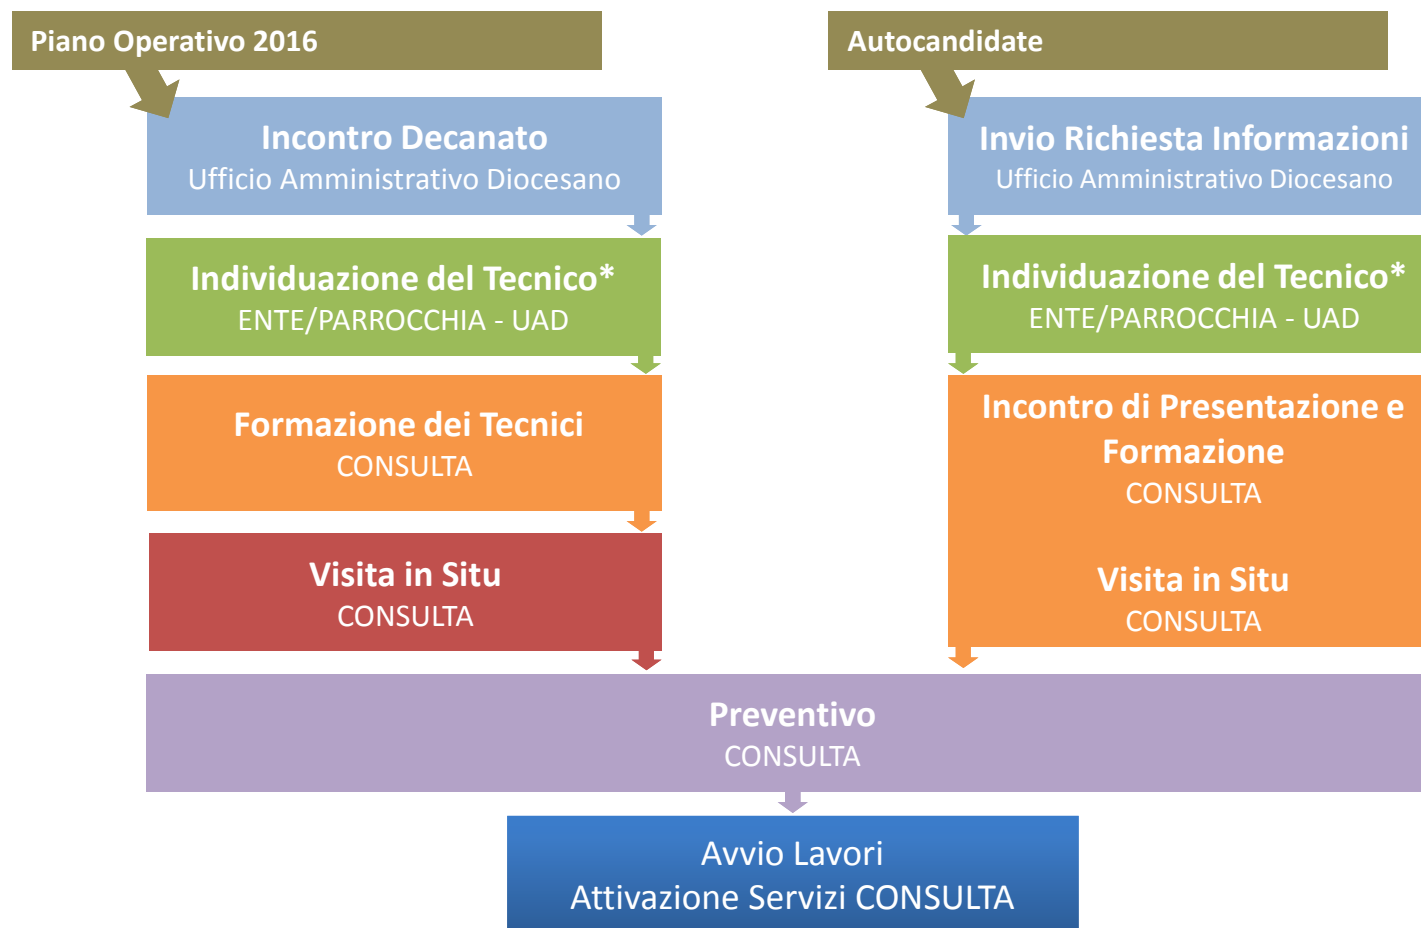 Piano Operativo 2016
Incontro Decanato
Ufficio Amministrativo Diocesano
Individuazione del Tecnico*
ENTE/PARROCCHIA - UAD
Formazione dei Tecnici
CONSULTA
Visita in Situ
CONSULTA
Autocandidate
Invio Richiesta Informazioni
Ufficio Amministrativo Diocesano
Individuazione del Tecnico*
ENTE/PARROCCHIA - UAD
Incontro di Presentazione e
Formazione
CONSULTA
Visita in Situ
CONSULTA
Preventivo
CONSULTA
Avvio Lavori
Attivazione Servizi CONSULTA